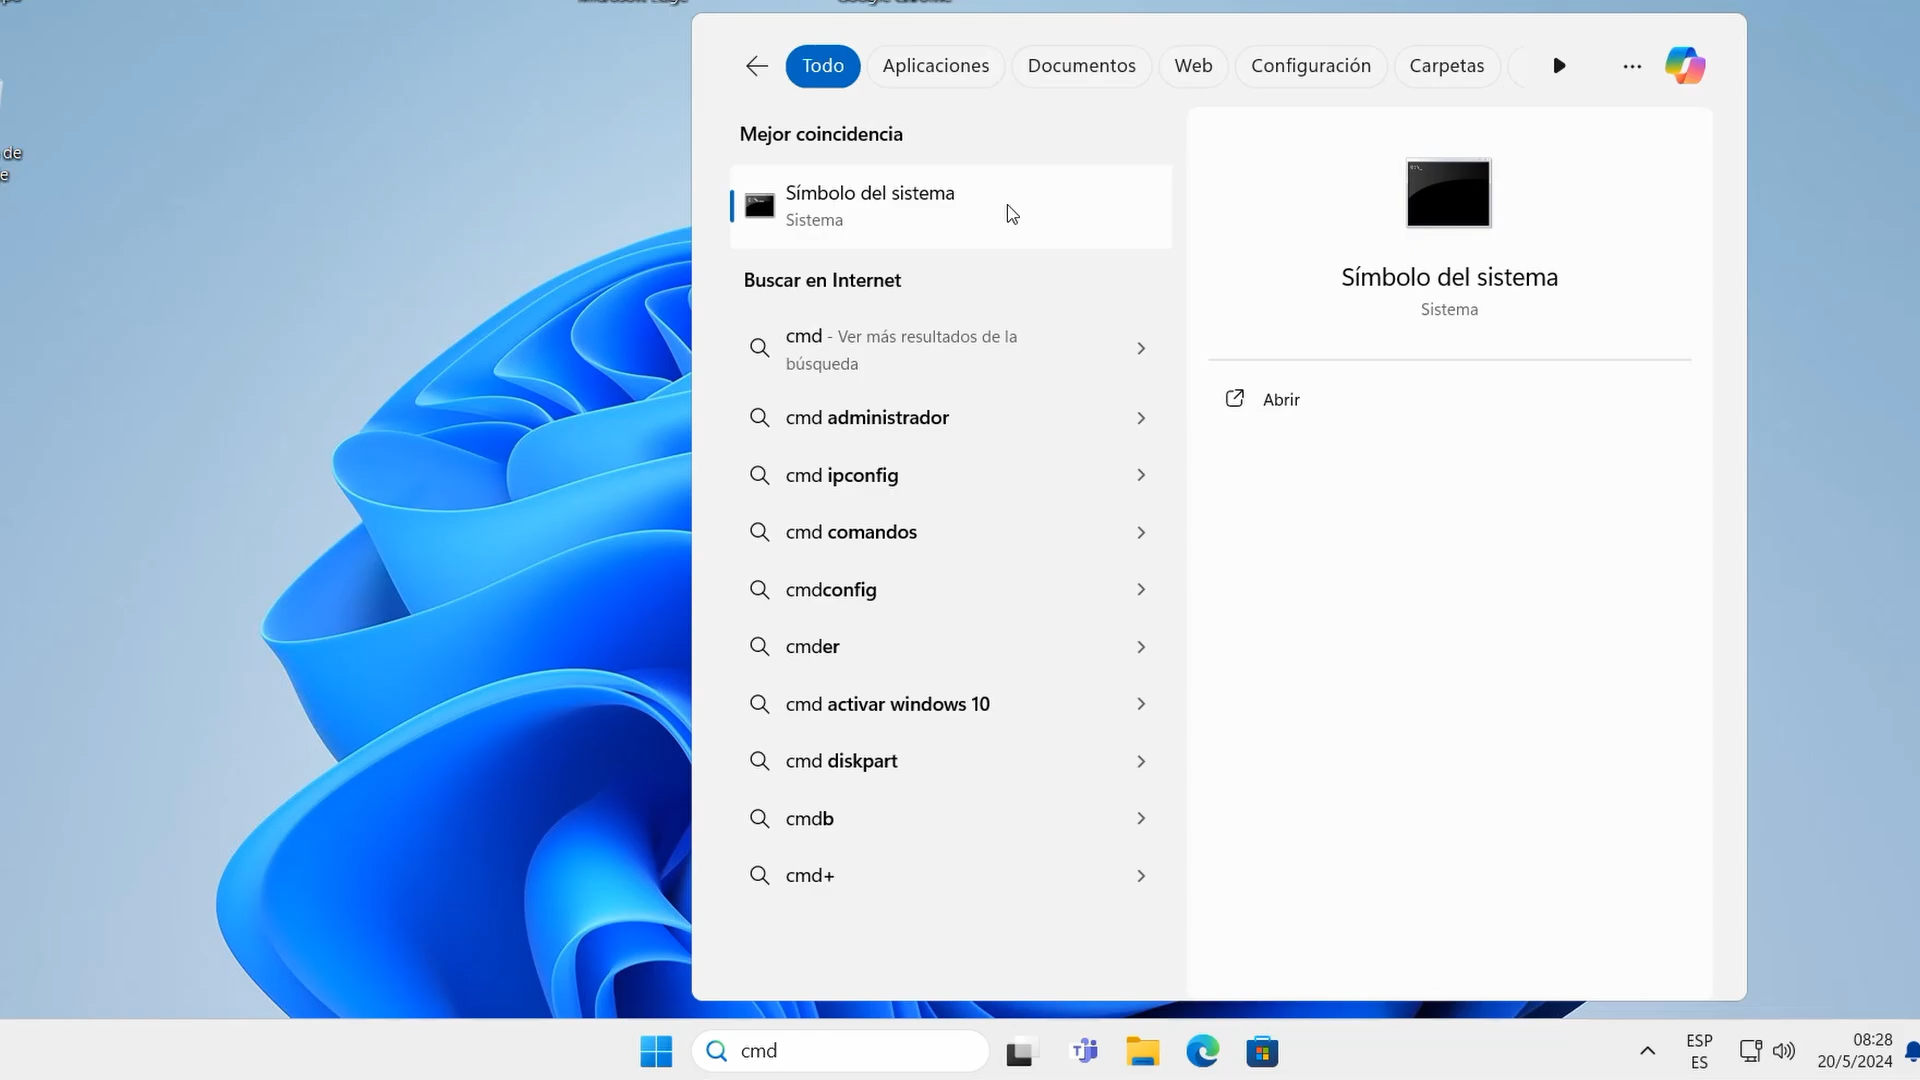 Todo
Aplicaciones
Documentos
Web
Configuración
Carpetas
de
e
Mejor coincidencia
Símbolo del sistema
Sistema
Buscar en Internet
cmd - Ver más resultados de la
búsqueda
cmd administrador
cmd ipconfig
cmd comandos
cmdconfig
cmder
cmd activar windows 10
cmd diskpart
cmdb
cmd+
Símbolo del sistema
Sistema
Abrir
cmd
ESP
ES
08:28
20/5/2024